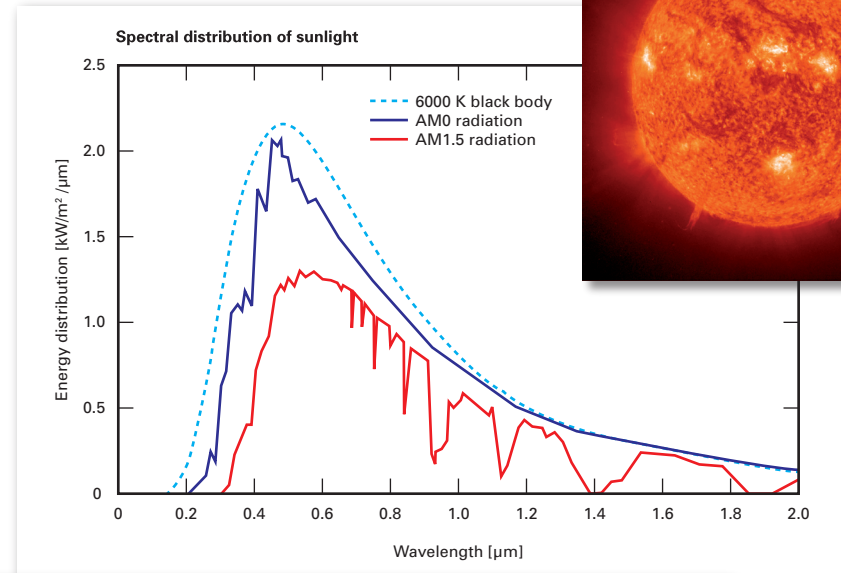 Spectral distribution of sunlight
2.5
6000 K black body
AM0 radiation
AM1.5 radiation
2.0
1.5
1.0
0.5
0
Energy distribution [kW/m² /µm]
0 0.2 0.4 0.6 0.8 1.0 1.2 1.4 1.6 1.8 2.0
Wavelength [µm]